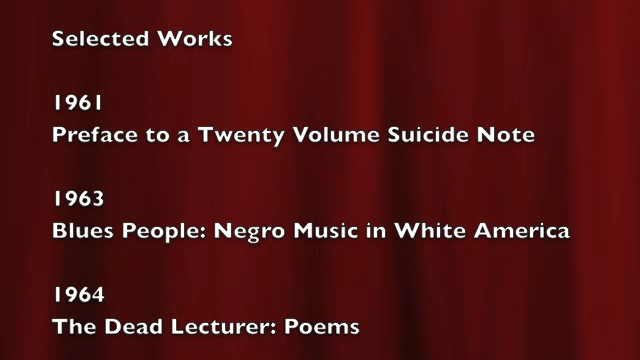 Selected Works
1961
Preface to a Twenty Volume Suicide Note
1963
Blues People: Negro Music in White America
1964
The Dead Lecturer: Poems